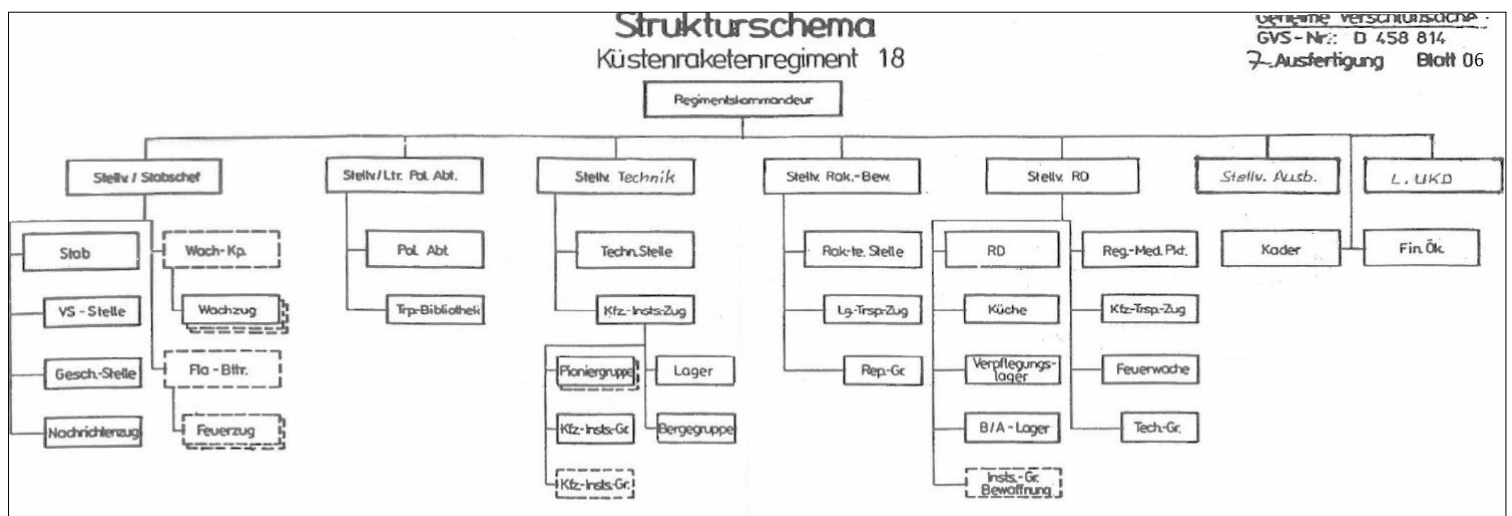 Strukturschema
Küstenraketenregiment 18
Geheime Verschlußsache
GVS-Nr.: D 458 814
7. Ausfertigung Blatt 06
Regimentskommandeur
Stellv. / Stabschef
Stellv./Ltr. Pol. Abt.
Stellv. Technik
Stellv. Rak.-Bew.
Stellv. RD
Stellv. Ausb.
L. UKD
Stab
Wach-Kp.
Pol. Abt
Techn. Stelle
Rak-te. Stelle
RD
Reg.-Med. Pkt.
Kader
Fin. Ök.
VS - Stelle
Wachzug
Trp.-Bibliothek
Kfz.-Insts-Zug
Lg.-Trsp-Zug
Küche
Kfz-Trsp.-Zug
Gesch.-Stelle
Fla - Bttr.
Pioniergruppe
Lager
Rep.-Gr.
Verpflegungs-
lager
Feuerwache
Nachrichtenzug
Feuerzug
Kfz-Insts-Gr.
Bergegruppe
B/A - Lager
Tech.-Gr.
Kfz.-Insts.-Gr.
Insts.-Gr.
Bewaffnung